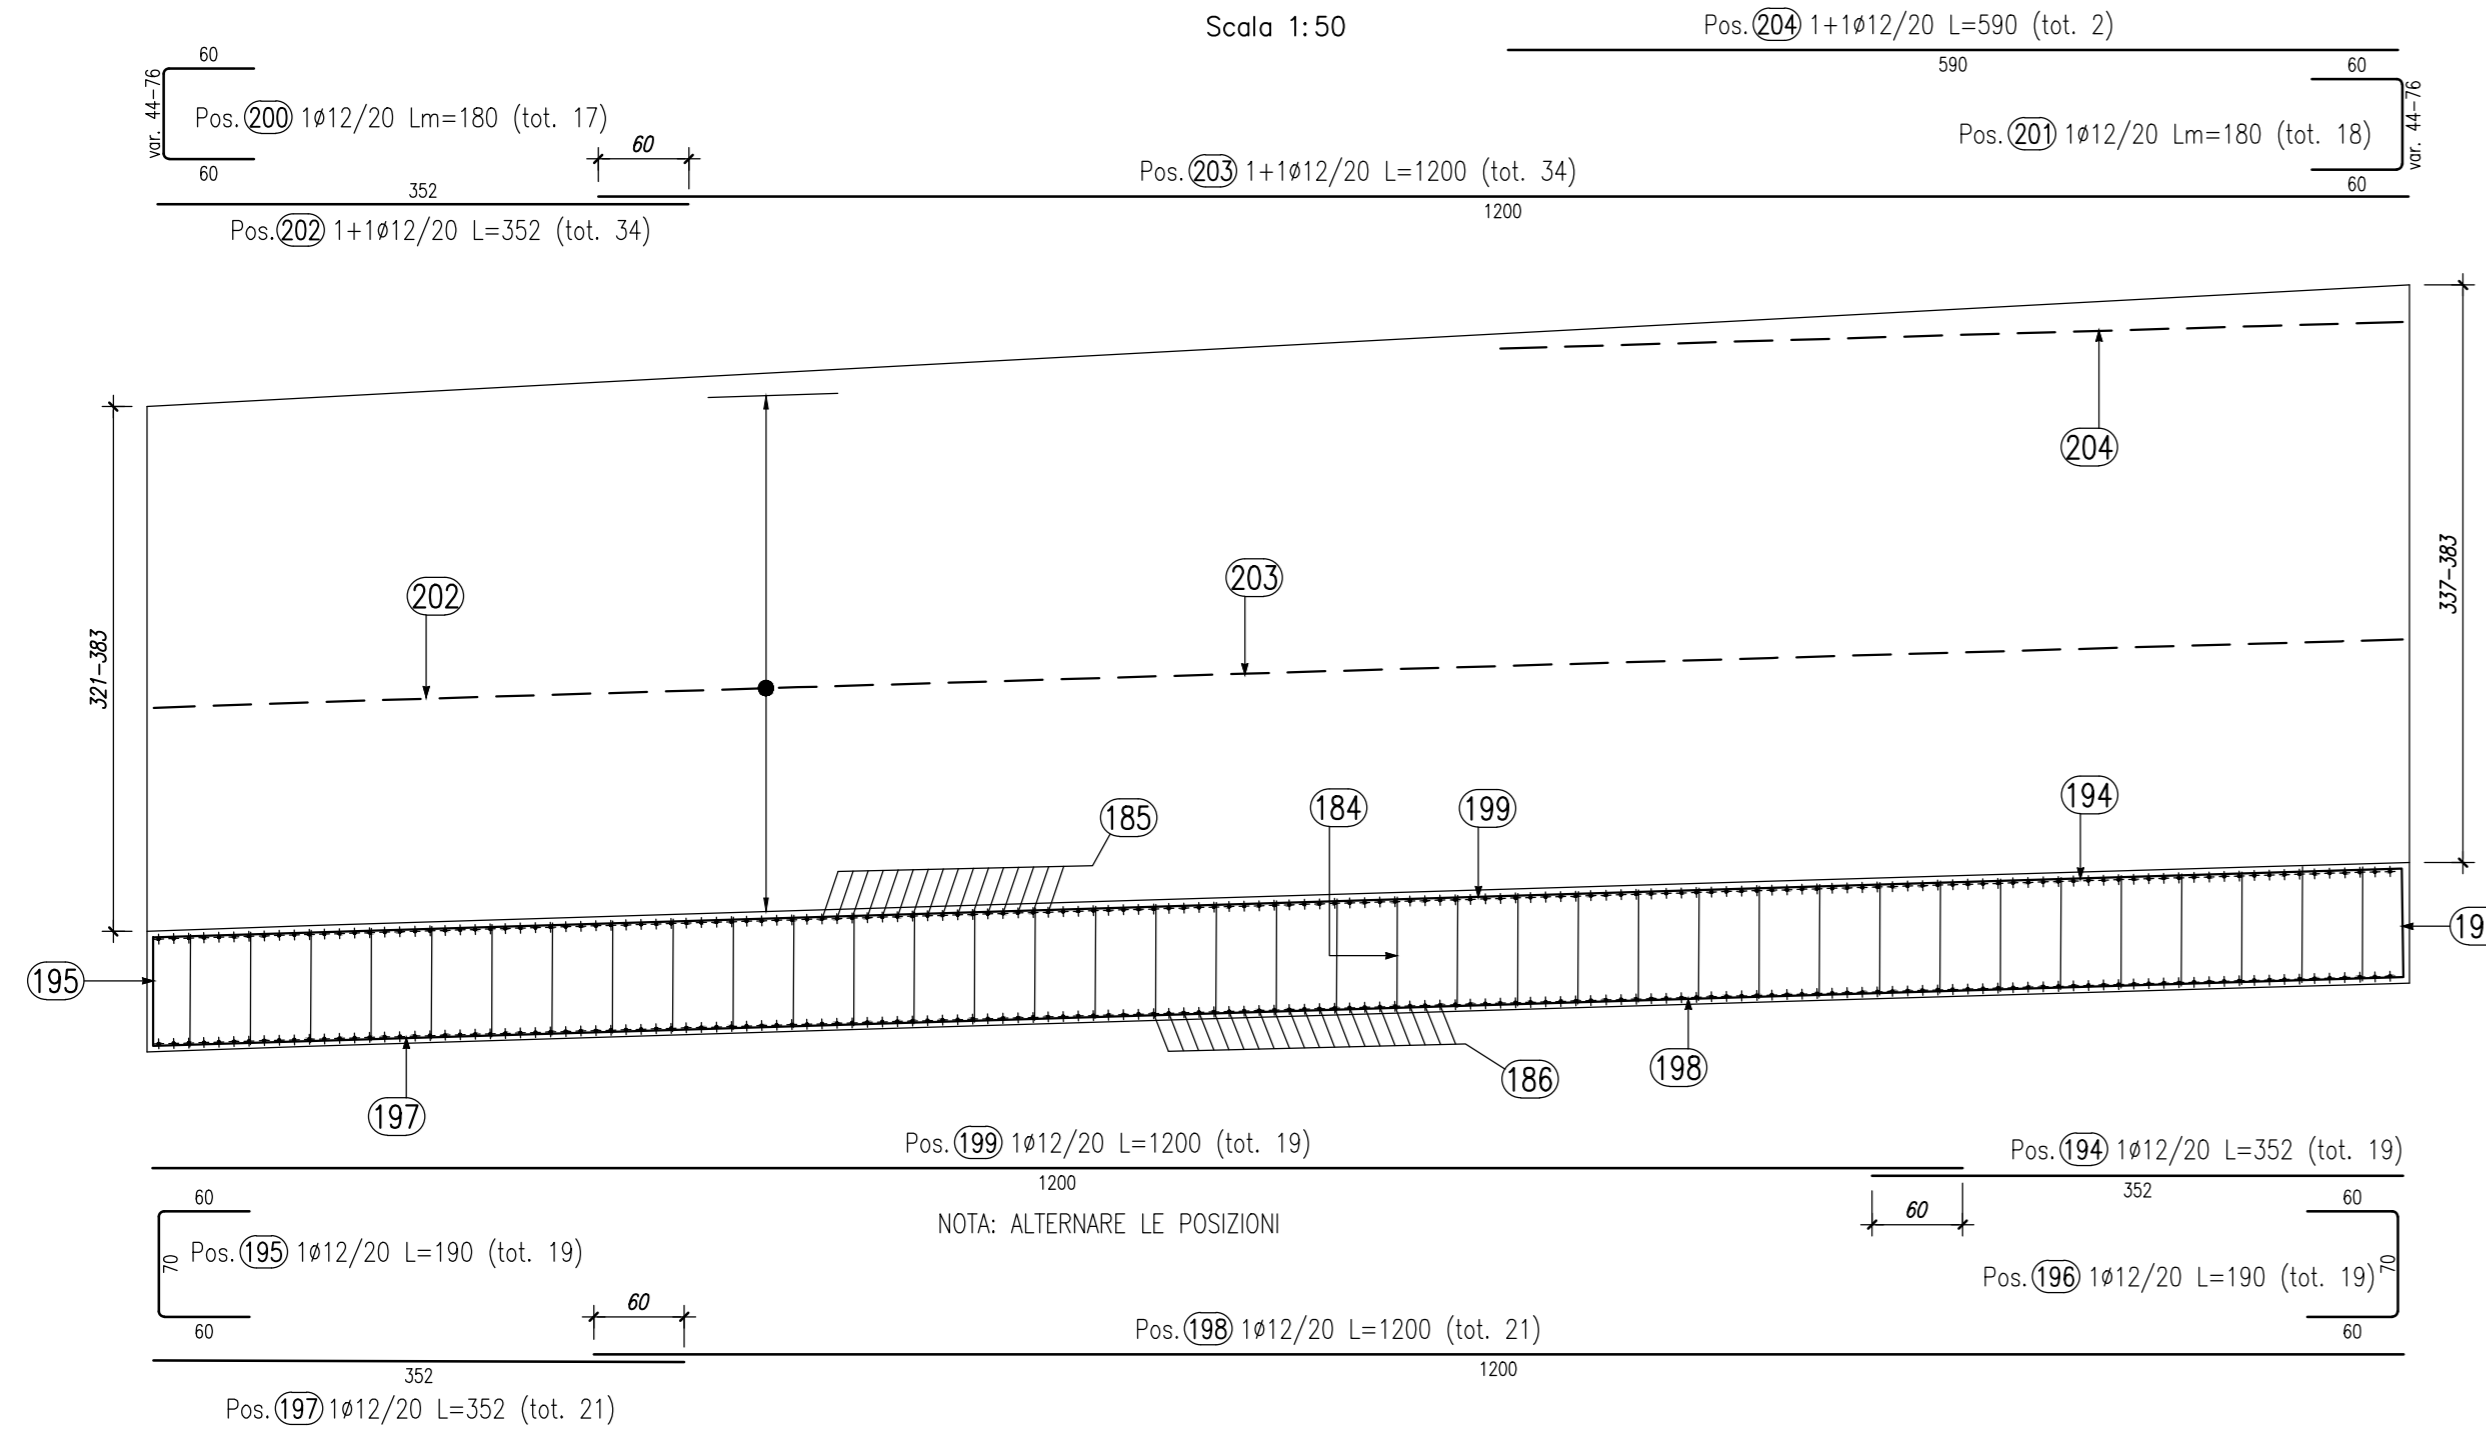 Scala 1:50
Pos. 204 1+1ø12/20 L=590 (tot. 2)
590
60
var. 44-76
Pos. 200 1ø12/20 Lm=180 (tot. 17)
60
60
var. 44-76
Pos. 201 1ø12/20 Lm=180 (tot. 18)
60
60
Pos. 203 1+1ø12/20 L=1200 (tot. 34)
1200
352
Pos. 202 1+1ø12/20 L=352 (tot. 34)
204
337-383
203
202
321-383
185
184
199
194
195
19
186
198
197
Pos. 199 1ø12/20 L=1200 (tot. 19)
1200
Pos. 194 1ø12/20 L=352 (tot. 19)
352
60
NOTA: ALTERNARE LE POSIZIONI
60
70
Pos. 195 1ø12/20 L=190 (tot. 19)
60
60
Pos. 196 1ø12/20 L=190 (tot. 19)
70
60
60
Pos. 198 1ø12/20 L=1200 (tot. 21)
1200
352
Pos. 197 1ø12/20 L=352 (tot. 21)